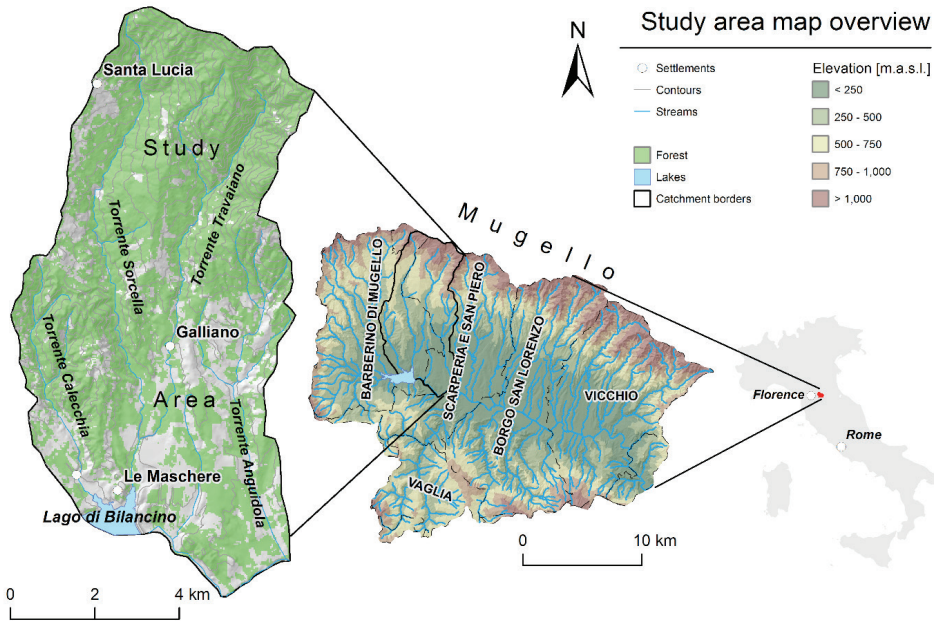 Study area map overview
N
Settlements
Contours
Streams
Forest
Lakes
Catchment borders
Elevation [m.a.s.l.]
< 250
250 - 500
500 - 750
750 - 1,000
> 1,000
Santa Lucia
Study
Torrente Travaiano
Torrente Sorcella
Galliano
Torrente Calecchia
Area
Torrente Anguidola
Le Maschere
Lago di Bilancino
0 2 4 km
Mugello
BARBERINO DI MUGELLO
SCARPERIA E SAN PIERO
BORGO SAN LORENZO
VICCHIO
VAGLIA
0 10 km
Florence
Rome